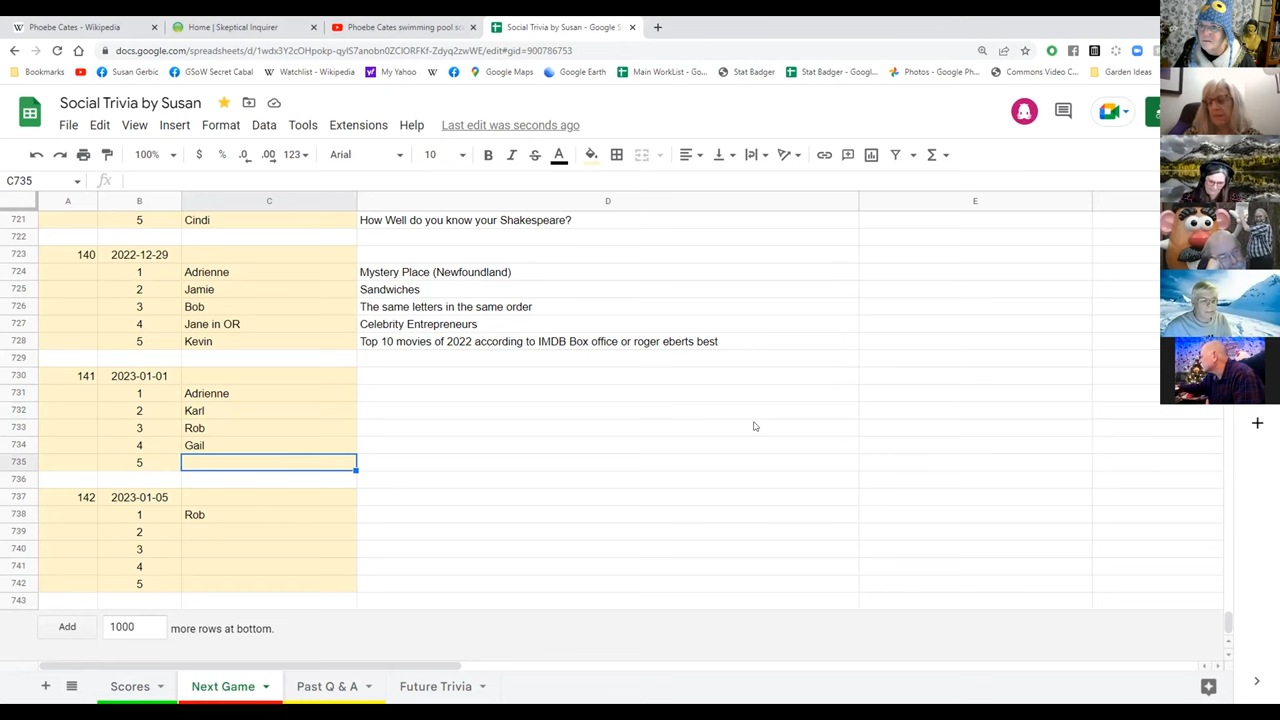 Phoebe Cates - Wikipedia
Home | Skeptical Inquirer
Phoebe Cates swimming pool sc
Social Trivia by Susan - Google S
docs.google.com/spreadsheets/d/1wdx3Y2cOHpokp-qylS7anobn0ZClORFKf-Zdyqz2wWE/edit#gid=900786753
Bookmarks
Susan Gerbic
GSoW Secret Cabal
Watchlist - Wikipedia
My Yahoo
Google Maps
Google Earth
Main WorkList - Go...
Stat Badger
Stat Badger - Googl...
Photos - Google Ph...
Commons Video C...
Garden Ideas
Social Trivia by Susan
File Edit View Insert Format Data Tools Extensions Help Last edit was seconds ago
100% $ % .0 .00 123 Arial 10 B I S A
C735 fx
A B C D E
721 5 Cindi How Well do you know your Shakespeare?
722
723 140 2022-12-29
724 1 Adrienne Mystery Place (Newfoundland)
725 2 Jamie Sandwiches
726 3 Bob The same letters in the same order
727 4 Jane in OR Celebrity Entrepreneurs
728 5 Kevin Top 10 movies of 2022 according to IMDB Box office or roger eberts best
729
730 141 2023-01-01
731 1 Adrienne
732 2 Karl
733 3 Rob
734 4 Gail
735 5
736
737 142 2023-01-05
738 1 Rob
739 2
740 3
741 4
742 5
743
Add 1000 more rows at bottom.
Scores Next Game Past Q & A Future Trivia